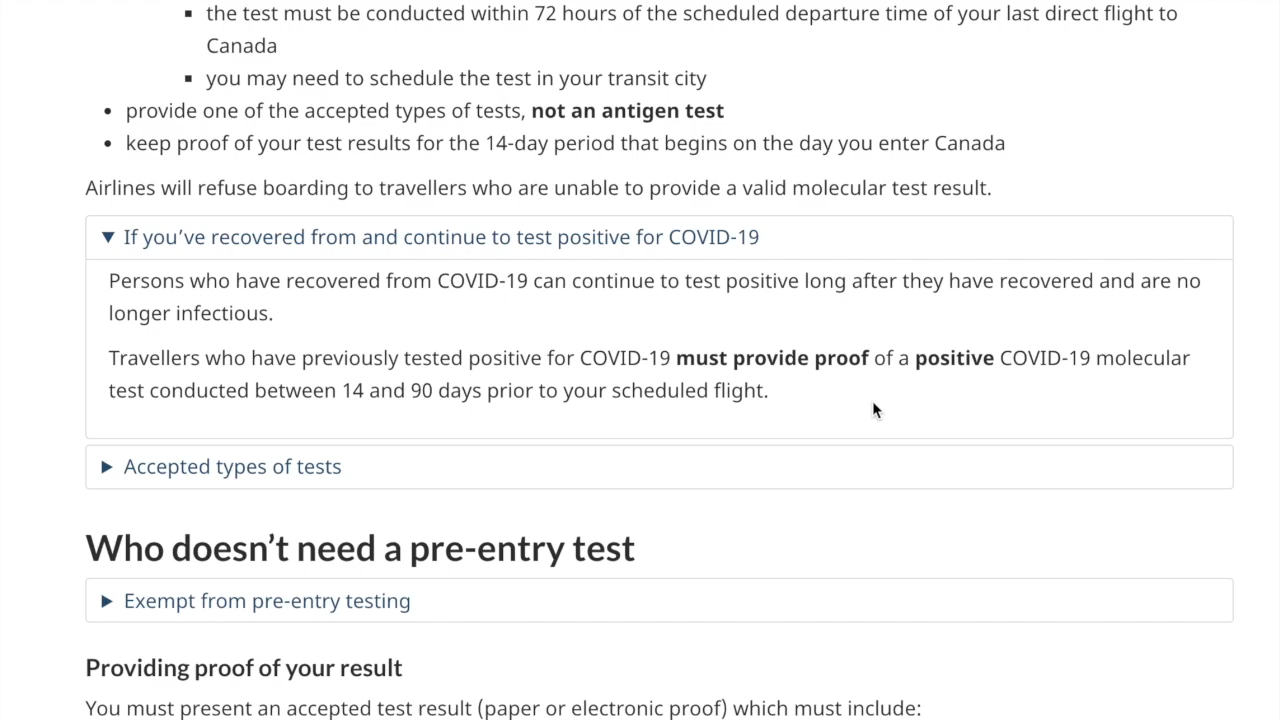 ▪ the test must be conducted within 72 hours of the scheduled departure time of your last direct flight to
Canada
▪ you may need to schedule the test in your transit city
• provide one of the accepted types of tests, not an antigen test
• keep proof of your test results for the 14-day period that begins on the day you enter Canada
Airlines will refuse boarding to travellers who are unable to provide a valid molecular test result.
▼ If you’ve recovered from and continue to test positive for COVID-19
Persons who have recovered from COVID-19 can continue to test positive long after they have recovered and are no
longer infectious.
Travellers who have previously tested positive for COVID-19 must provide proof of a positive COVID-19 molecular
test conducted between 14 and 90 days prior to your scheduled flight.
▶ Accepted types of tests
Who doesn’t need a pre-entry test
▶ Exempt from pre-entry testing
Providing proof of your result
You must present an accepted test result (paper or electronic proof) which must include: